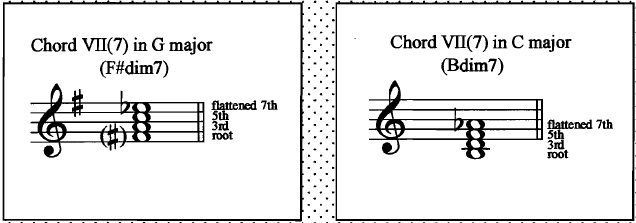 Chord VII(7) in G major
(F#dim7)
flattened 7th
5th
3rd
root
Chord VII(7) in C major
(Bdim7)
flattened 7th
5th
3rd
root